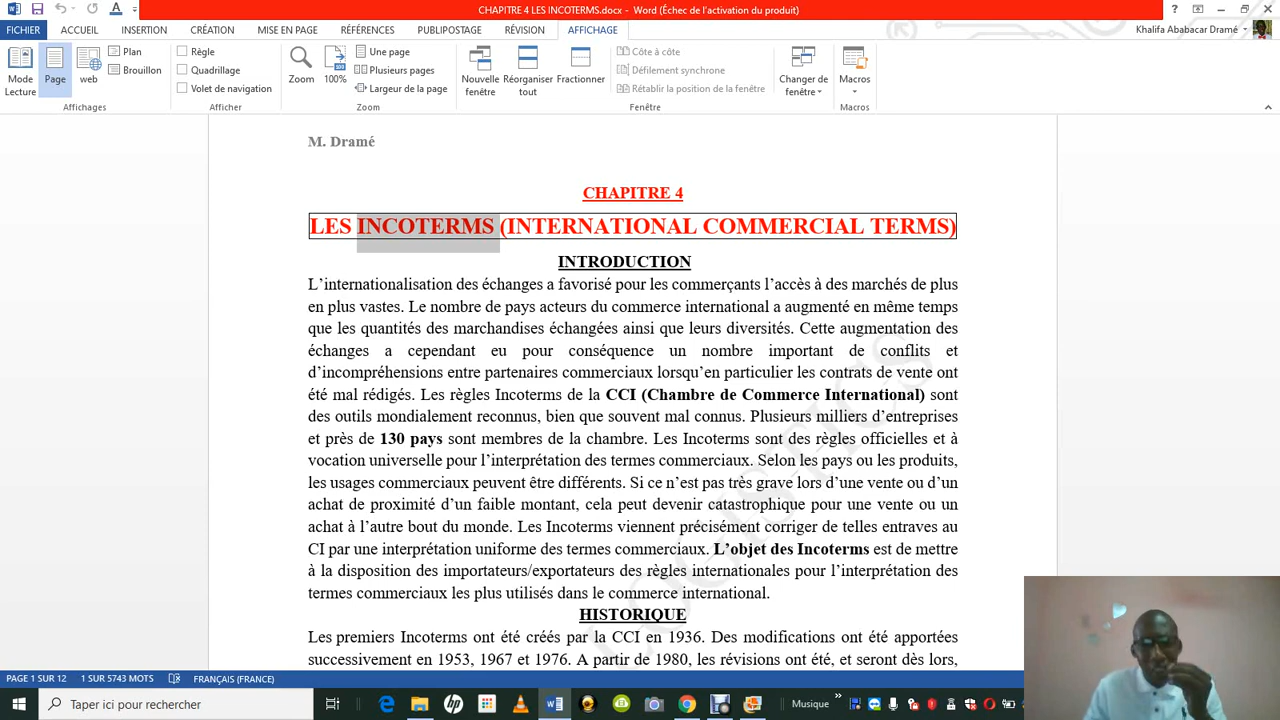 CHAPITRE 4 LES INCOTERMS.docx - Word (Échec de l'activation du produit)
FICHIER ACCUEIL INSERTION CRÉATION MISE EN PAGE RÉFÉRENCES PUBLIPOSTAGE RÉVISION AFFICHAGE Khalifa Ababacar Dramé
Mode Lecture
Page
web
Plan
Brouillon
Affichages
Règle
Quadrillage
Volet de navigation
Afficher
Zoom
100%
Une page
Plusieurs pages
Largeur de la page
Zoom
Nouvelle fenêtre
Réorganiser tout
Fractionner
Côte à côte
Défilement synchrone
Rétablir la position de la fenêtre
Fenêtre
Changer de fenêtre
Macros
Macros
M. Dramé
CHAPITRE 4
LES INCOTERMS (INTERNATIONAL COMMERCIAL TERMS)
INTRODUCTION
L'internationalisation des échanges a favorisé pour les commerçants l'accès à des marchés de plus
en plus vastes. Le nombre de pays acteurs du commerce international a augmenté en même temps
que les quantités des marchandises échangées ainsi que leurs diversités. Cette augmentation des
échanges a cependant eu pour conséquence un nombre important de conflits et
d'incompréhensions entre partenaires commerciaux lorsqu'en particulier les contrats de vente ont
été mal rédigés. Les règles Incoterms de la CCI (Chambre de Commerce International) sont
des outils mondialement reconnus, bien que souvent mal connus. Plusieurs milliers d'entreprises
et près de 130 pays sont membres de la chambre. Les Incoterms sont des règles officielles et à
vocation universelle pour l'interprétation des termes commerciaux. Selon les pays ou les produits,
les usages commerciaux peuvent être différents. Si ce n'est pas très grave lors d'une vente ou d'un
achat de proximité d'un faible montant, cela peut devenir catastrophique pour une vente ou un
achat à l'autre bout du monde. Les Incoterms viennent précisément corriger de telles entraves au
CI par une interprétation uniforme des termes commerciaux. L'objet des Incoterms est de mettre
à la disposition des importateurs/exportateurs des règles internationales pour l'interprétation des
termes commerciaux les plus utilisés dans le commerce international.
HISTORIQUE
Les premiers Incoterms ont été créés par la CCI en 1936. Des modifications ont été apportées
successivement en 1953, 1967 et 1976. A partir de 1980, les révisions ont été, et seront dès lors,
PAGE 1 SUR 12 1 SUR 5743 MOTS FRANÇAIS (FRANCE)
Taper ici pour rechercher
Musique